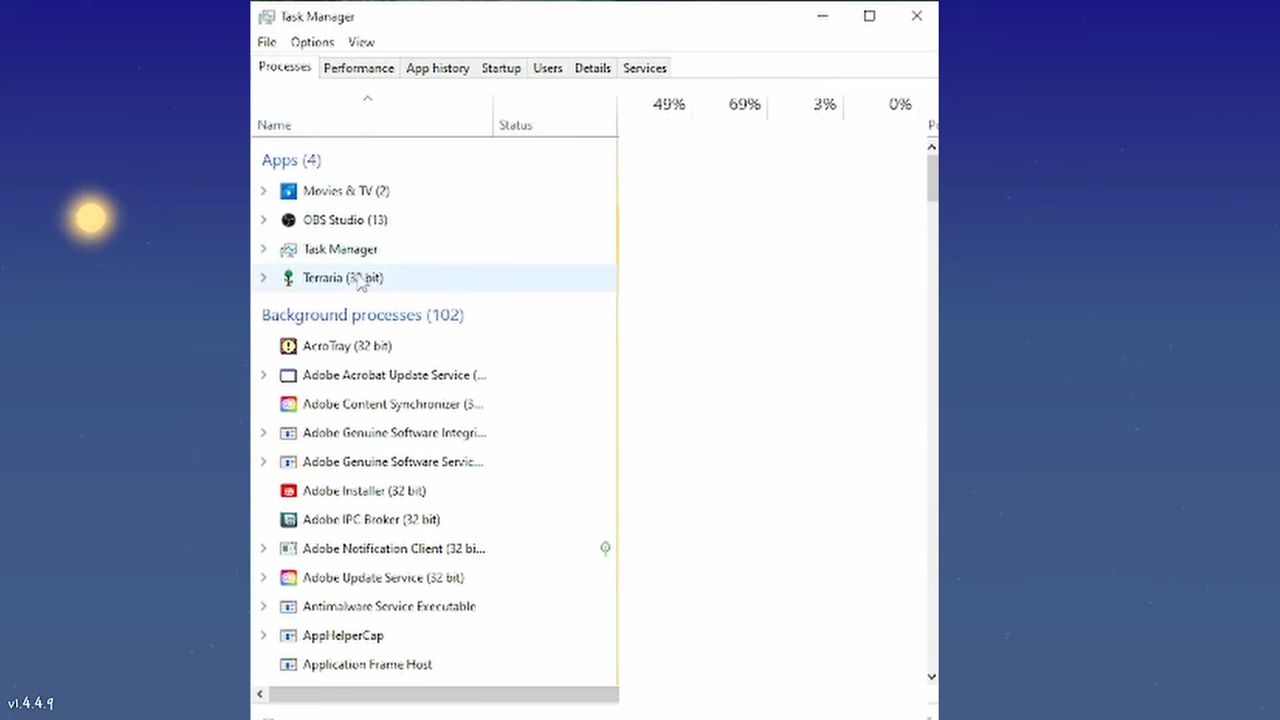 Task Manager
File Options View
Processes Performance App history Startup Users Details Services
49% 69% 3% 0%
Name Status
Apps (4)
Movies & TV (2)
OBS Studio (13)
Task Manager
Terraria (32 bit)
Background processes (102)
AcroTray (32 bit)
Adobe Acrobat Update Service (...
Adobe Content Synchronizer (3...
Adobe Genuine Software Integri...
Adobe Genuine Software Servic...
Adobe Installer (32 bit)
Adobe IPC Broker (32 bit)
Adobe Notification Client (32 bi...
Adobe Update Service (32 bit)
Antimalware Service Executable
AppHelperCap
Application Frame Host
v1.4.4.9